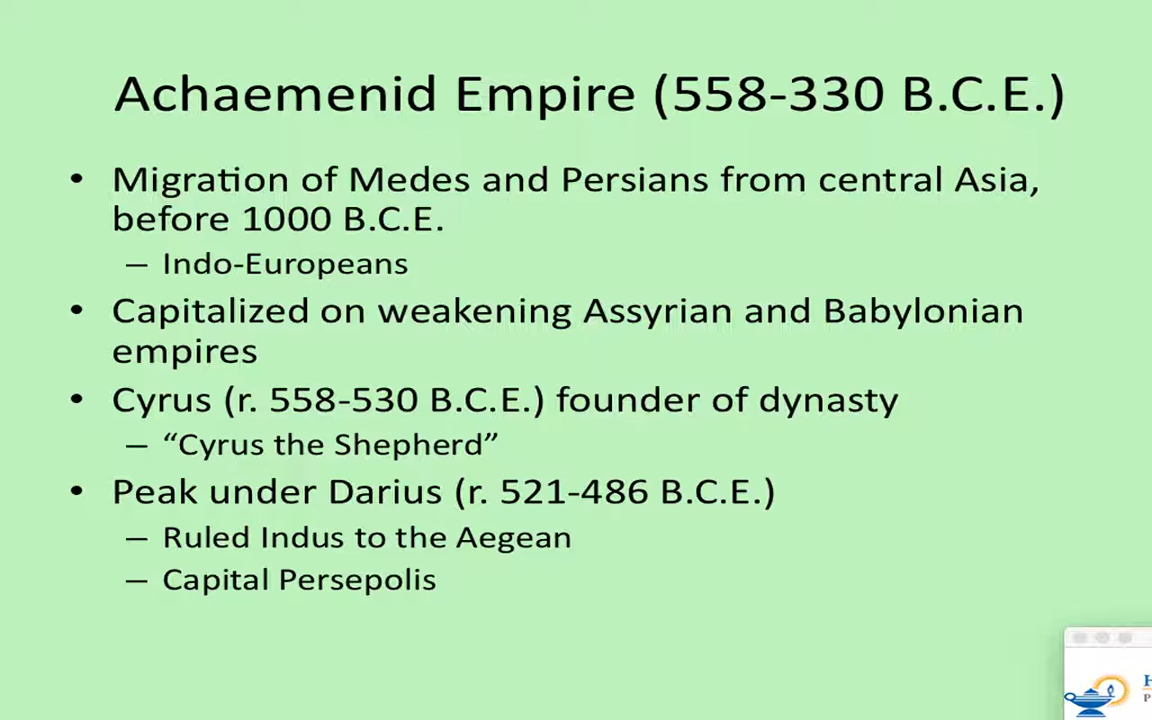 Achaemenid Empire (558-330 B.C.E.)
• Migration of Medes and Persians from central Asia,
before 1000 B.C.E.
– Indo-Europeans
• Capitalized on weakening Assyrian and Babylonian
empires
• Cyrus (r. 558-530 B.C.E.) founder of dynasty
– “Cyrus the Shepherd”
• Peak under Darius (r. 521-486 B.C.E.)
– Ruled Indus to the Aegean
– Capital Persepolis